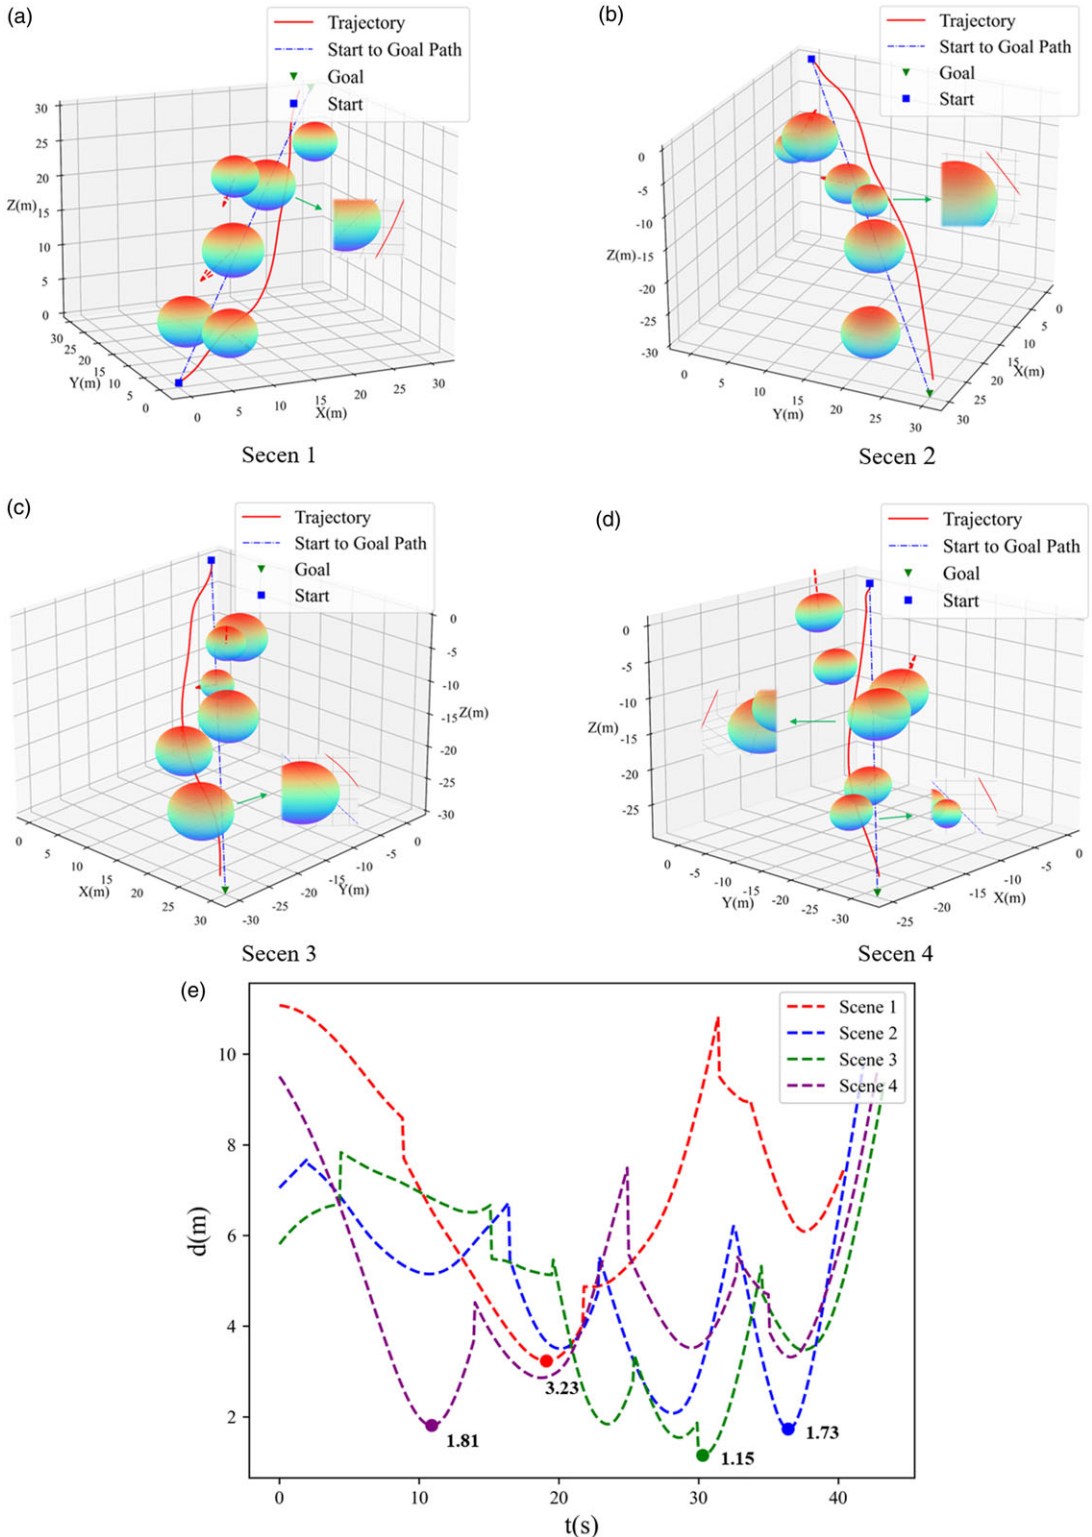 (a)
Trajectory
Start to Goal Path
Goal
Start
30
25
20
Z(m)15
10
5
0
30
25
20
Y(m) 15
10
5
0
0
5
10
15
20
25
30
X(m)
Secen 1
(b)
Trajectory
Start to Goal Path
Goal
Start
0
-5
-10
Z(m)-15
-20
-25
-30
0
5
10
15
20
25
30
Y(m)
0
5
10
15
X(m)
20
25
30
Secen 2
(c)
Trajectory
Start to Goal Path
Goal
Start
0
-5
-10
-15
Z(m)
-20
-25
-30
0
5
10
15
20
25
30
X(m)
0
-5
-10
-15
Y(m)
-20
-25
-30
Secen 3
(d)
Trajectory
Start to Goal Path
Goal
Start
0
-5
-10
Z(m)
-15
-20
-25
0
-5
-10
-15
-20
-25
-30
Y(m)
0
-5
-10
X(m)
-15
-20
-25
Secen 4
(e)
Scene 1
Scene 2
Scene 3
Scene 4
10
8
6
4
2
d(m)
3.23
1.81
1.15
1.73
0
10
20
30
40
t(s)